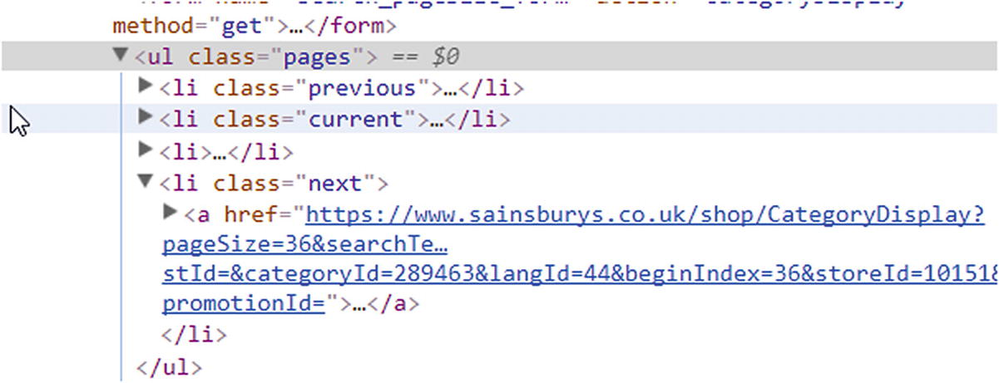 method="get">…</form>
<ul class="pages"> == $0
<li class="previous">…</li>
<li class="current">…</li>
<li>…</li>
<li class="next">
<a href="https://www.sainsburys.co.uk/shop/CategoryDisplay?
pageSize=36&searchTe…
stId=&categoryId=289463&langId=44&beginIndex=36&storeId=10151&
promotionId=">…</a>
</li>
</ul>